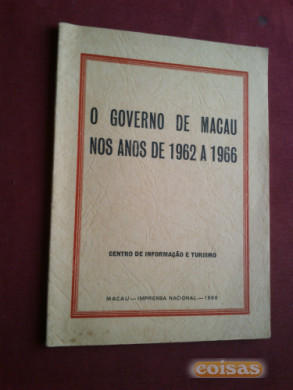 O GOVERNO DE MACAU
NOS ANOS DE 1962 A 1966
CENTRO DE INFORMAÇÃO E TURISMO
MACAU — IMPRENSA NACIONAL — 1966
coisas